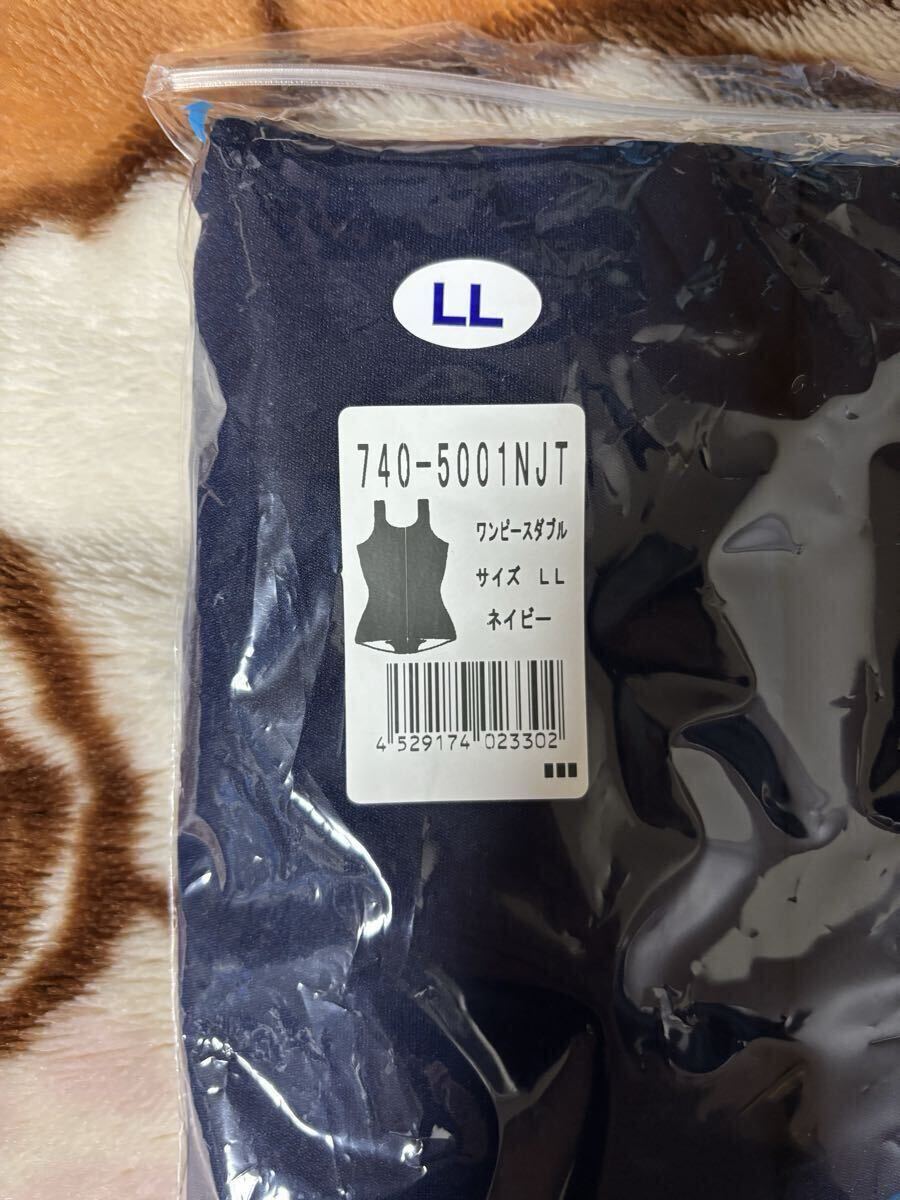 LL
740-5001NJT
ワンピースダブル
サイズ LL
ネイビー
4 529174 023302